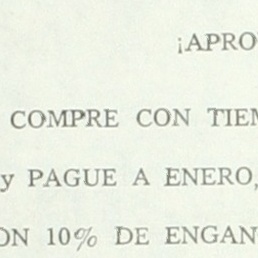 ¡APRO
COMPRE CON TIEM
y PAGUE A ENERO,
ON 10% DE ENGAN